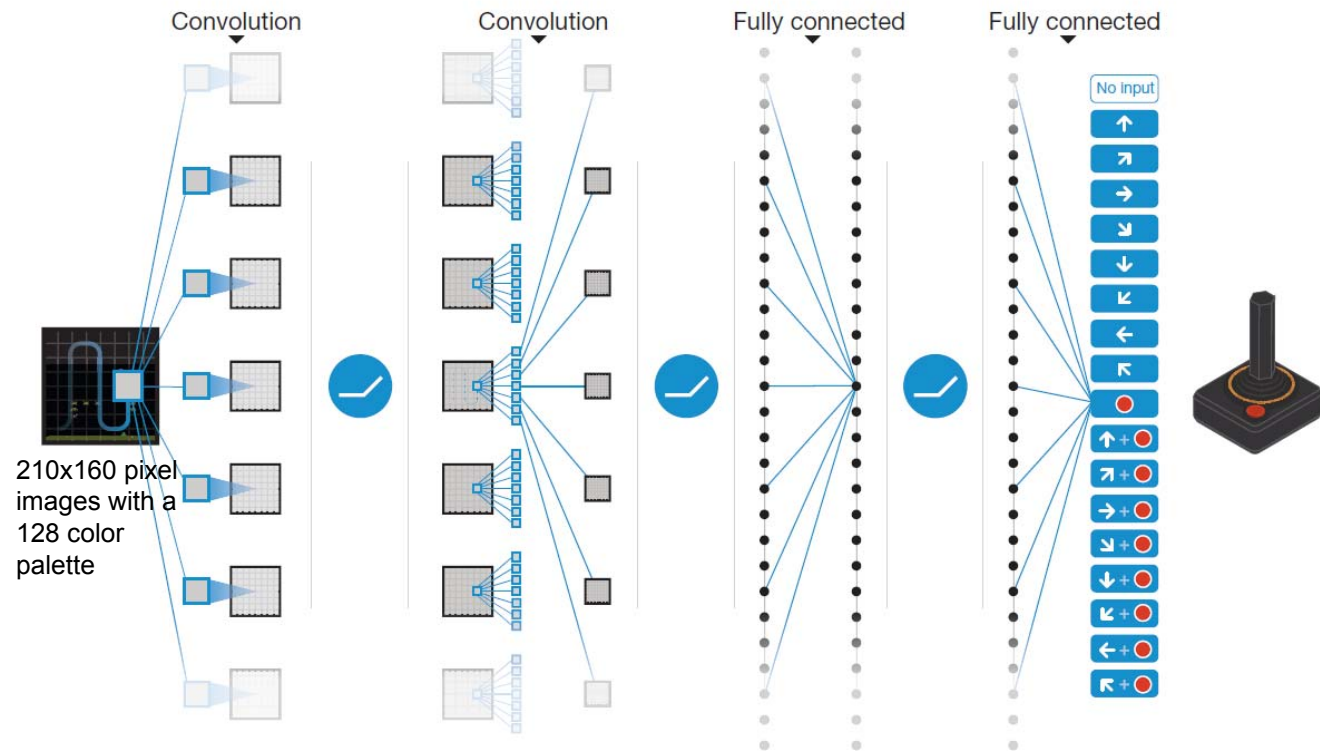 Convolution
Convolution
Fully connected
Fully connected
No input
210x160 pixel
images with a
128 color
palette